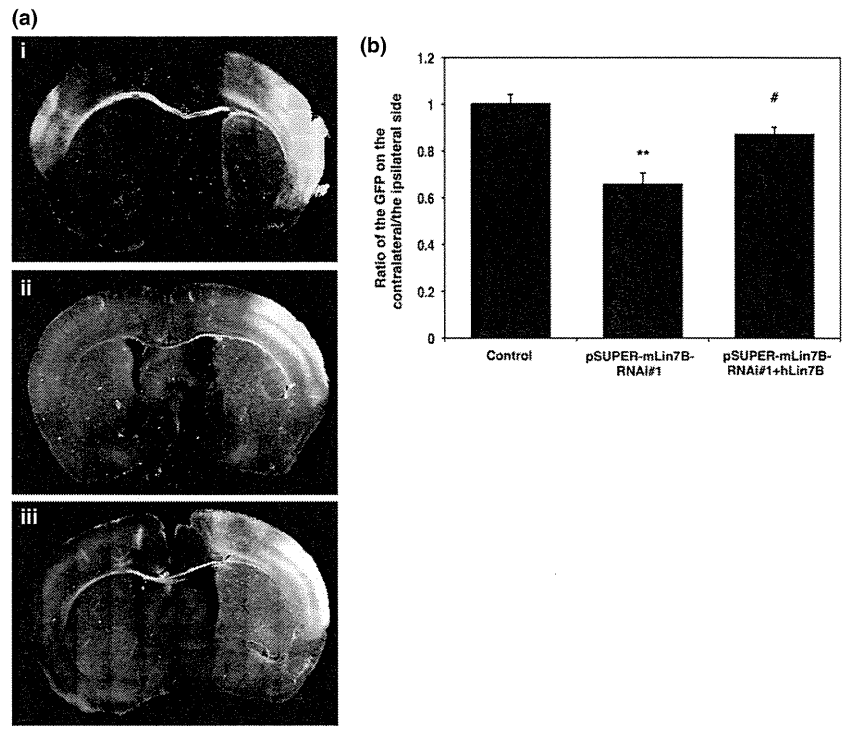 (a)
i
ii
iii
(b)
Ratio of the GFP on the
contralateral/the ipsilateral side
1.2
1
0.8
0.6
0.4
0.2
0
**
#
Control
pSUPER-mLin7B-
RNAi#1
pSUPER-mLin7B-
RNAi#1+hLin7B